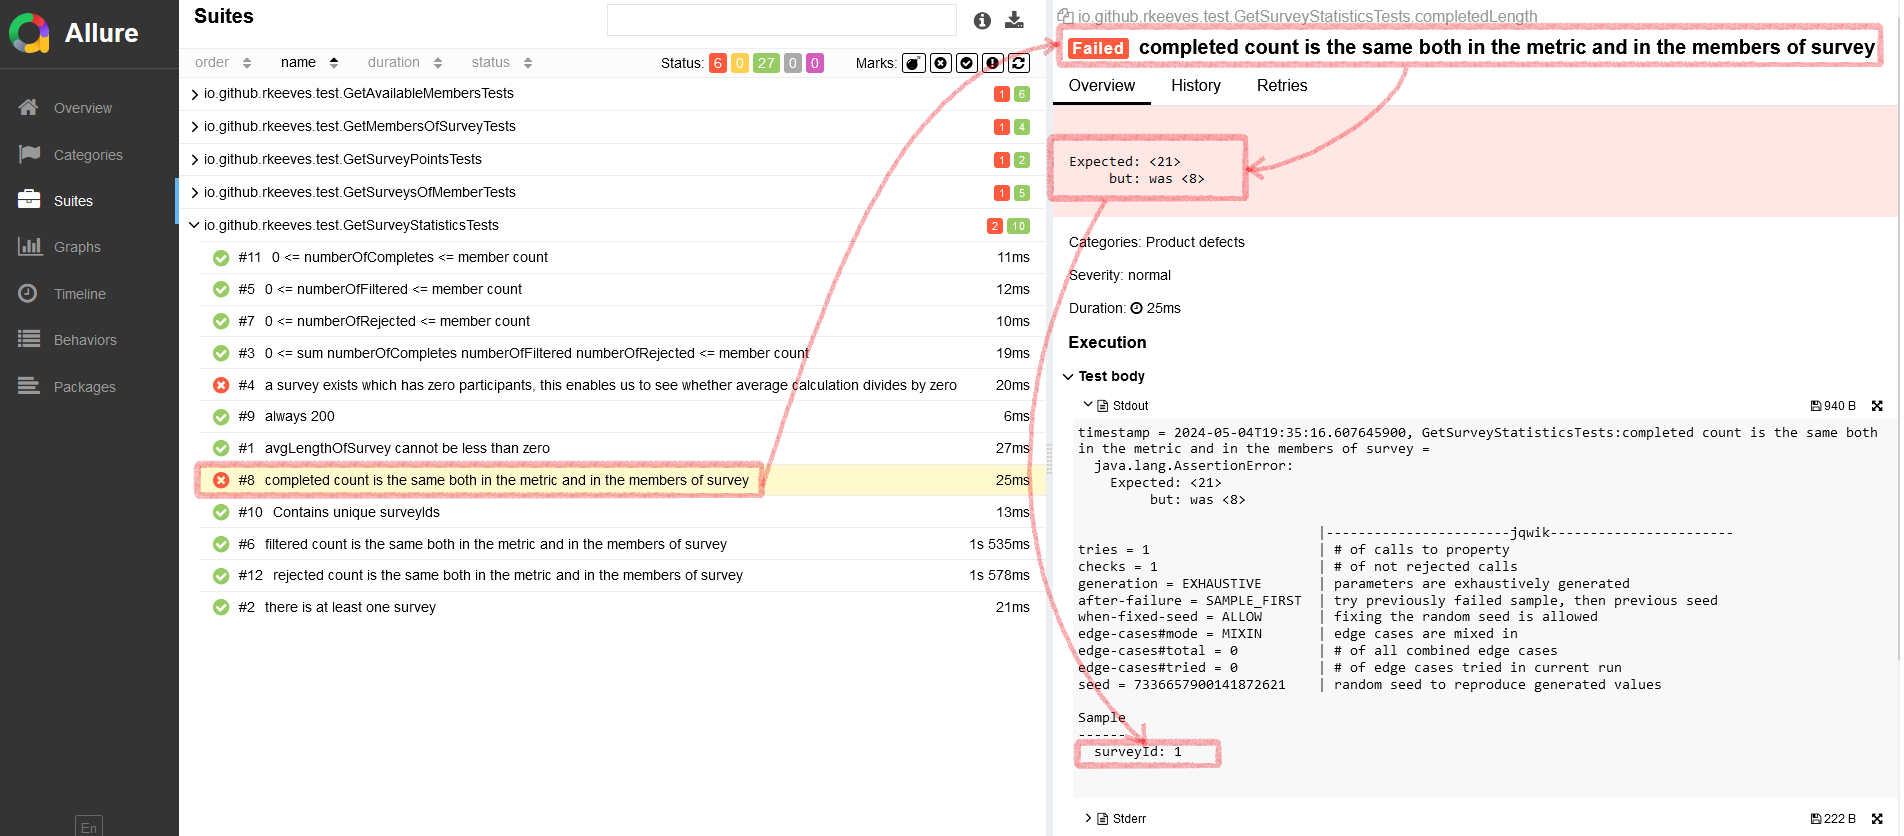 Allure
Overview
Categories
Suites
Graphs
Timeline
Behaviors
Packages
En
Suites
order name duration status Status: 6 0 27 0 0 Marks:
io.github.rkeeves.test.GetAvailableMembersTests 1 6
io.github.rkeeves.test.GetMembersOfSurveyTests 1 4
io.github.rkeeves.test.GetSurveyPointsTests 1 2
io.github.rkeeves.test.GetSurveysOfMemberTests 1 5
io.github.rkeeves.test.GetSurveyStatisticsTests 2 10
#11 0 <= numberOfCompletes <= member count 11ms
#5 0 <= numberOfFiltered <= member count 12ms
#7 0 <= numberOfRejected <= member count 10ms
#3 0 <= sum numberOfCompletes numberOfFiltered numberOfRejected <= member count 19ms
#4 a survey exists which has zero participants, this enables us to see whether average calculation divides by zero 20ms
#9 always 200 6ms
#1 avgLengthOfSurvey cannot be less than zero 27ms
#8 completed count is the same both in the metric and in the members of survey 25ms
#10 Contains unique surveyIds 13ms
#6 filtered count is the same both in the metric and in the members of survey 1s 535ms
#12 rejected count is the same both in the metric and in the members of survey 1s 578ms
#2 there is at least one survey 21ms
io.github.rkeeves.test.GetSurveyStatisticsTests.completedLength
Failed completed count is the same both in the metric and in the members of survey
Overview History Retries
Expected: <21>
but: was <8>
Categories: Product defects
Severity: normal
Duration: 25ms
Execution
Test body
Stdout 940 B
timestamp = 2024-05-04T19:35:16.607645900, GetSurveyStatisticsTests:completed count is the same both
in the metric and in the members of survey =
java.lang.AssertionError:
Expected: <21>
but: was <8>
|-----------------------jqwik-----------------------
tries = 1 | # of calls to property
checks = 1 | # of not rejected calls
generation = EXHAUSTIVE | parameters are exhaustively generated
after-failure = SAMPLE_FIRST | try previously failed sample, then previous seed
when-fixed-seed = ALLOW | fixing the random seed is allowed
edge-cases#mode = MIXIN | edge cases are mixed in
edge-cases#total = 0 | # of all combined edge cases
edge-cases#tried = 0 | # of edge cases tried in current run
seed = 7336657900141872621 | random seed to reproduce generated values
Sample
------
surveyId: 1
Stderr 222 B